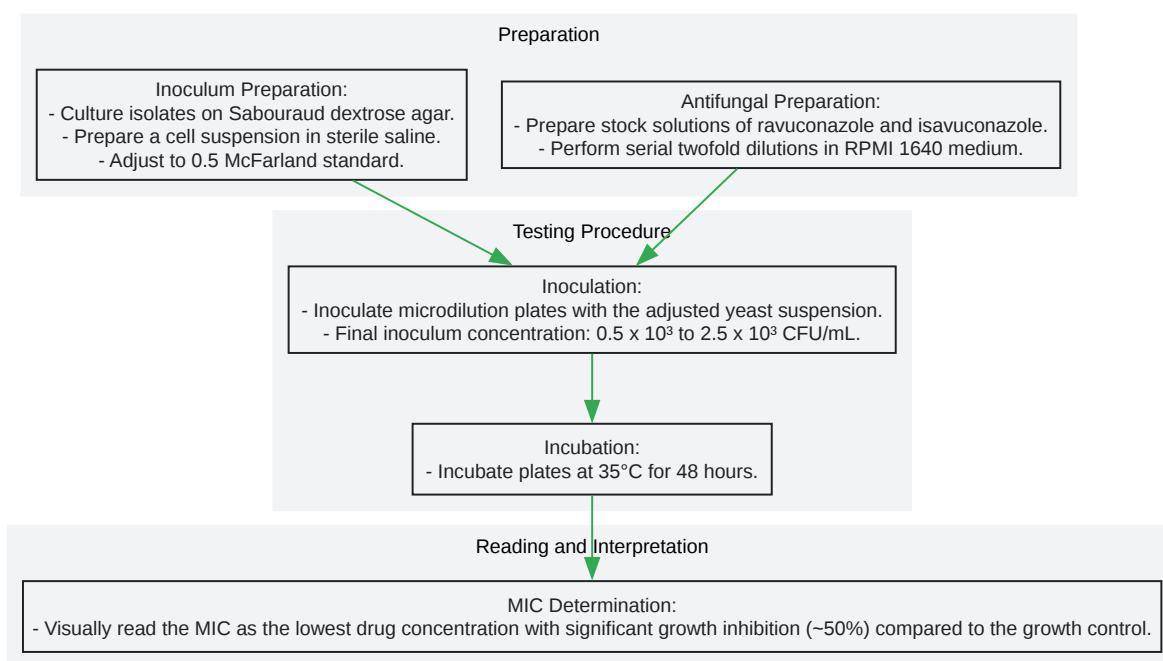 Preparation
Inoculum Preparation:
- Culture isolates on Sabouraud dextrose agar.
- Prepare a cell suspension in sterile saline.
- Adjust to 0.5 McFarland standard.
Antifungal Preparation:
- Prepare stock solutions of ravuconazole and isavuconazole.
- Perform serial twofold dilutions in RPMI 1640 medium.
Testing Procedure
Inoculation:
- Inoculate microdilution plates with the adjusted yeast suspension.
- Final inoculum concentration: 0.5 x 10³ to 2.5 x 10³ CFU/mL.
Incubation:
- Incubate plates at 35°C for 48 hours.
Reading and Interpretation
MIC Determination:
- Visually read the MIC as the lowest drug concentration with significant growth inhibition (~50%) compared to the growth control.